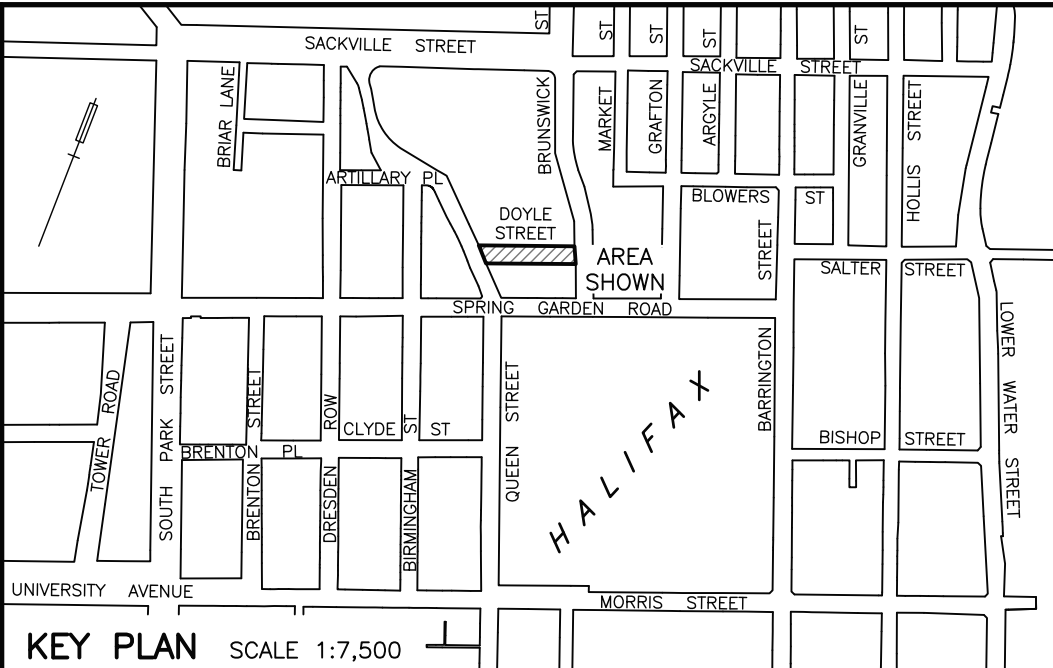 ST
SACKVILLE STREET
ST
ST
ST
ST
SACKVILLE STREET
BRIAR LANE
BRUNSWICK
MARKET
GRAFTON
ARGYLE
GRANVILLE
HOLLIS STREET
ARTILLARY PL
BLOWERS ST
DOYLE
STREET
STREET
AREA
SHOWN
SALTER STREET
SPRING GARDEN ROAD
TOWER ROAD
SOUTH PARK STREET
STREET
ROW
CLYDE ST
ST
QUEEN STREET
HALIFAX
BARRINGTON
LOWER WATER STREET
BISHOP STREET
BRENTON PL
BRENTON
DRESDEN
BIRMINGHAM
UNIVERSITY AVENUE
MORRIS STREET
KEY PLAN SCALE 1:7,500